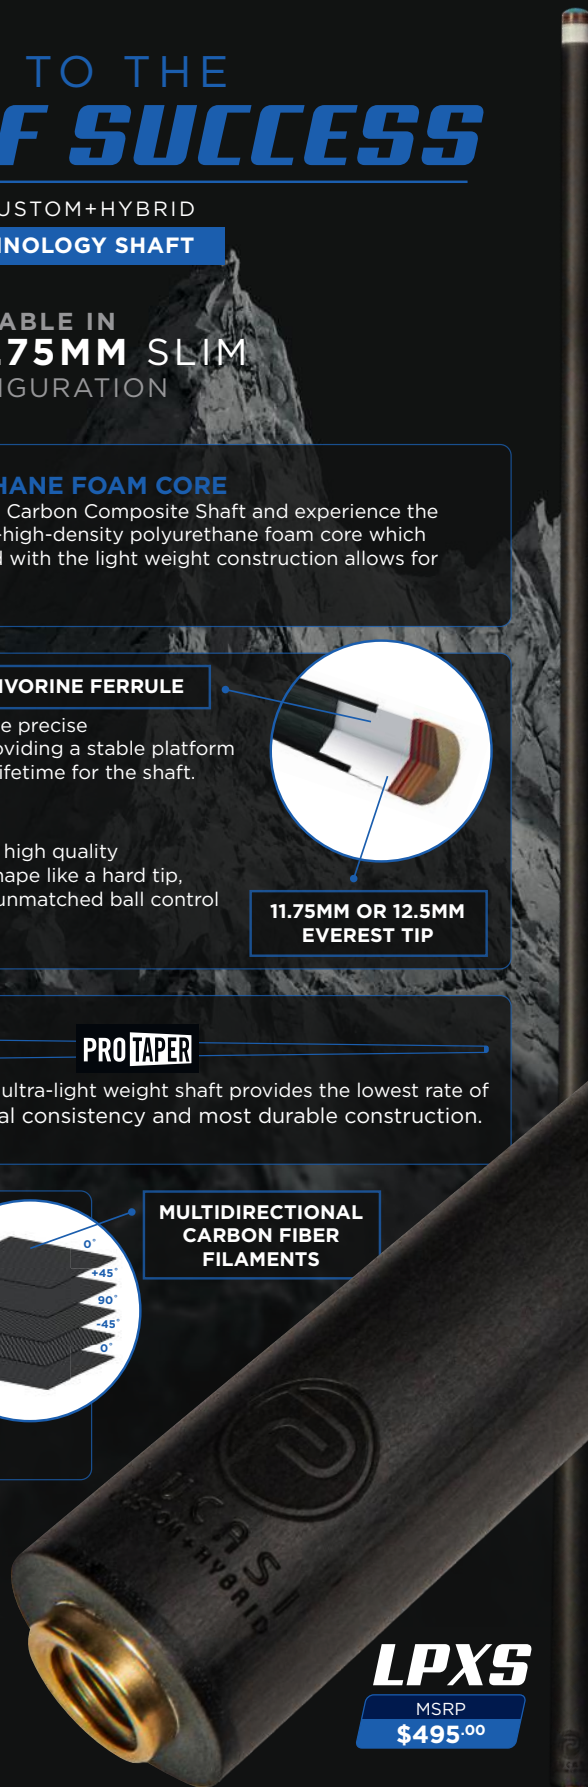 TO THE
F SUCCESS
USTOM+HYBRID
HNOLOGY SHAFT
ABLE IN
.75MM SLIM
IGURATION
HANE FOAM CORE
Carbon Composite Shaft and experience the
-high-density polyurethane foam core which
d with the light weight construction allows for
IVORINE FERRULE
e precise
oviding a stable platform
lifetime for the shaft.
high quality
hape like a hard tip,
unmatched ball control
11.75MM OR 12.5MM
EVEREST TIP
PRO TAPER
ultra-light weight shaft provides the lowest rate of
al consistency and most durable construction.
MULTIDIRECTIONAL
CARBON FIBER
FILAMENTS
0°
+45°
90°
-45°
0°
LUCASI
CUSTOM+HYBRID
LPXS
MSRP
$495.00